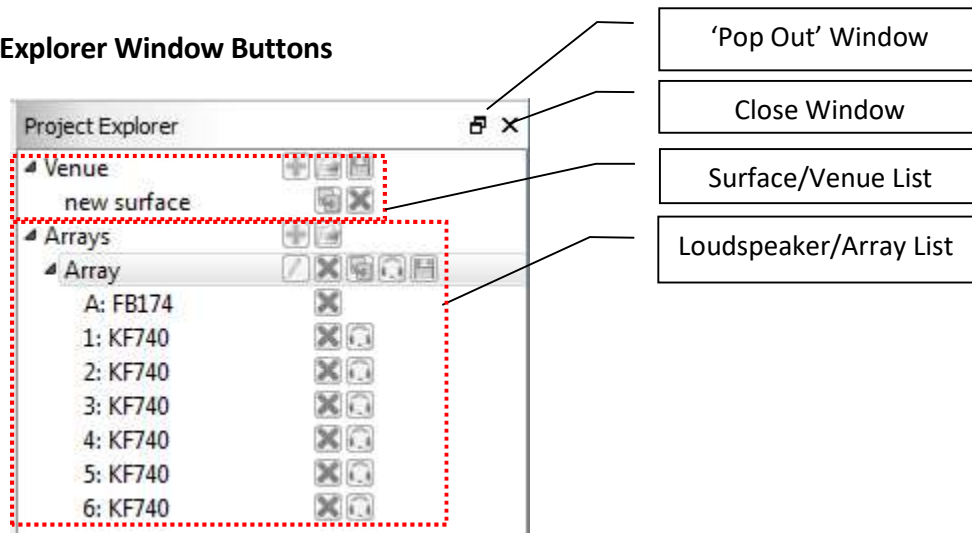 Explorer Window Buttons
‘Pop Out’ Window
Close Window
Surface/Venue List
Loudspeaker/Array List
Project Explorer
Venue
new surface
Arrays
Array
A: FB174
1: KF740
2: KF740
3: KF740
4: KF740
5: KF740
6: KF740